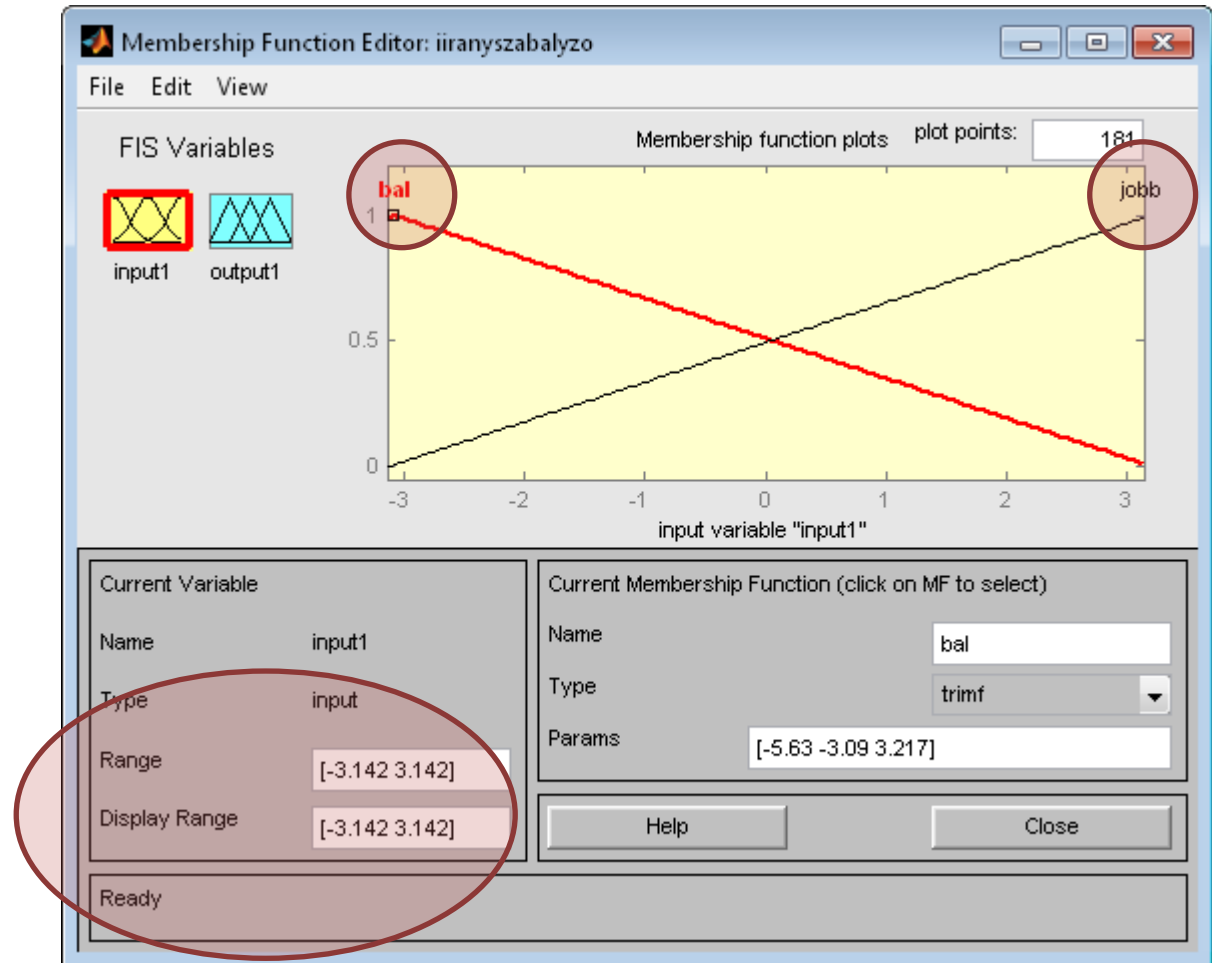 Membership Function Editor: iiranyszabalyzo
File Edit View
FIS Variables
Membership function plots plot points: 181
bal
jobb
input1 output1
1
0.5
0
-3 -2 -1 0 1 2 3
input variable "input1"
Current Variable
Name input1
Type input
Range [-3.142 3.142]
Display Range [-3.142 3.142]
Current Membership Function (click on MF to select)
Name bal
Type trimf
Params [-5.63 -3.09 3.217]
Help Close
Ready